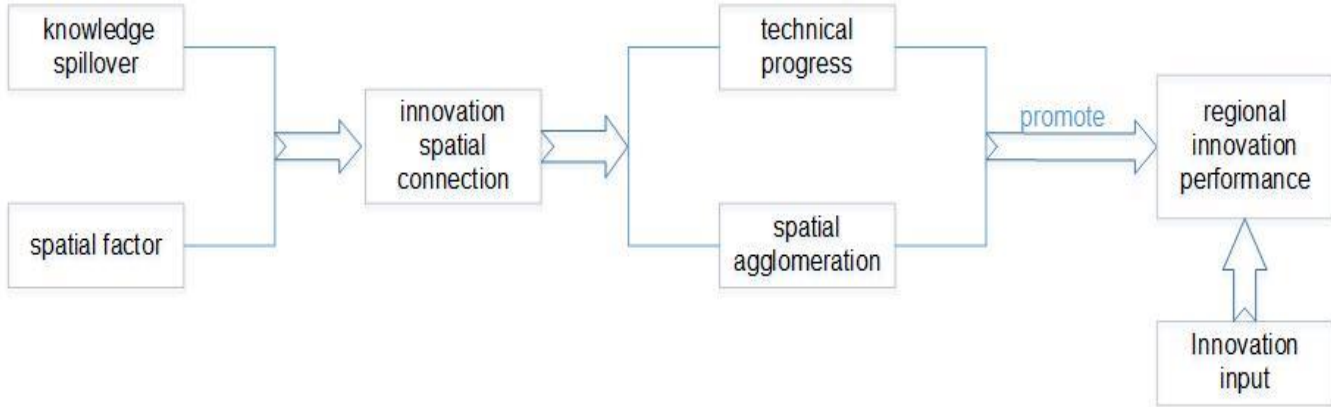 knowledge
spillover
spatial factor
innovation
spatial
connection
technical
progress
spatial
agglomeration
promote
regional
innovation
performance
Innovation
input